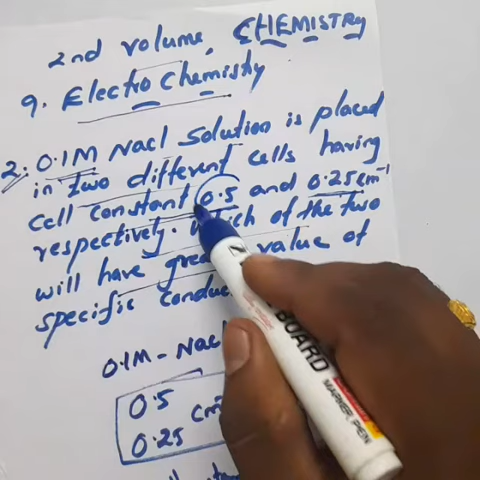 2nd volume, CHEMISTRY
9. Electro Chemistry
2. 0.1M Nacl Solution is placed
in two different cells having
cell constant 0.5 and 0.25 cm⁻¹
respectively. which of the two
will have value of
specific
0.1M - Nacl
0.5
0.25 cm
BOARD
MARKER PEN